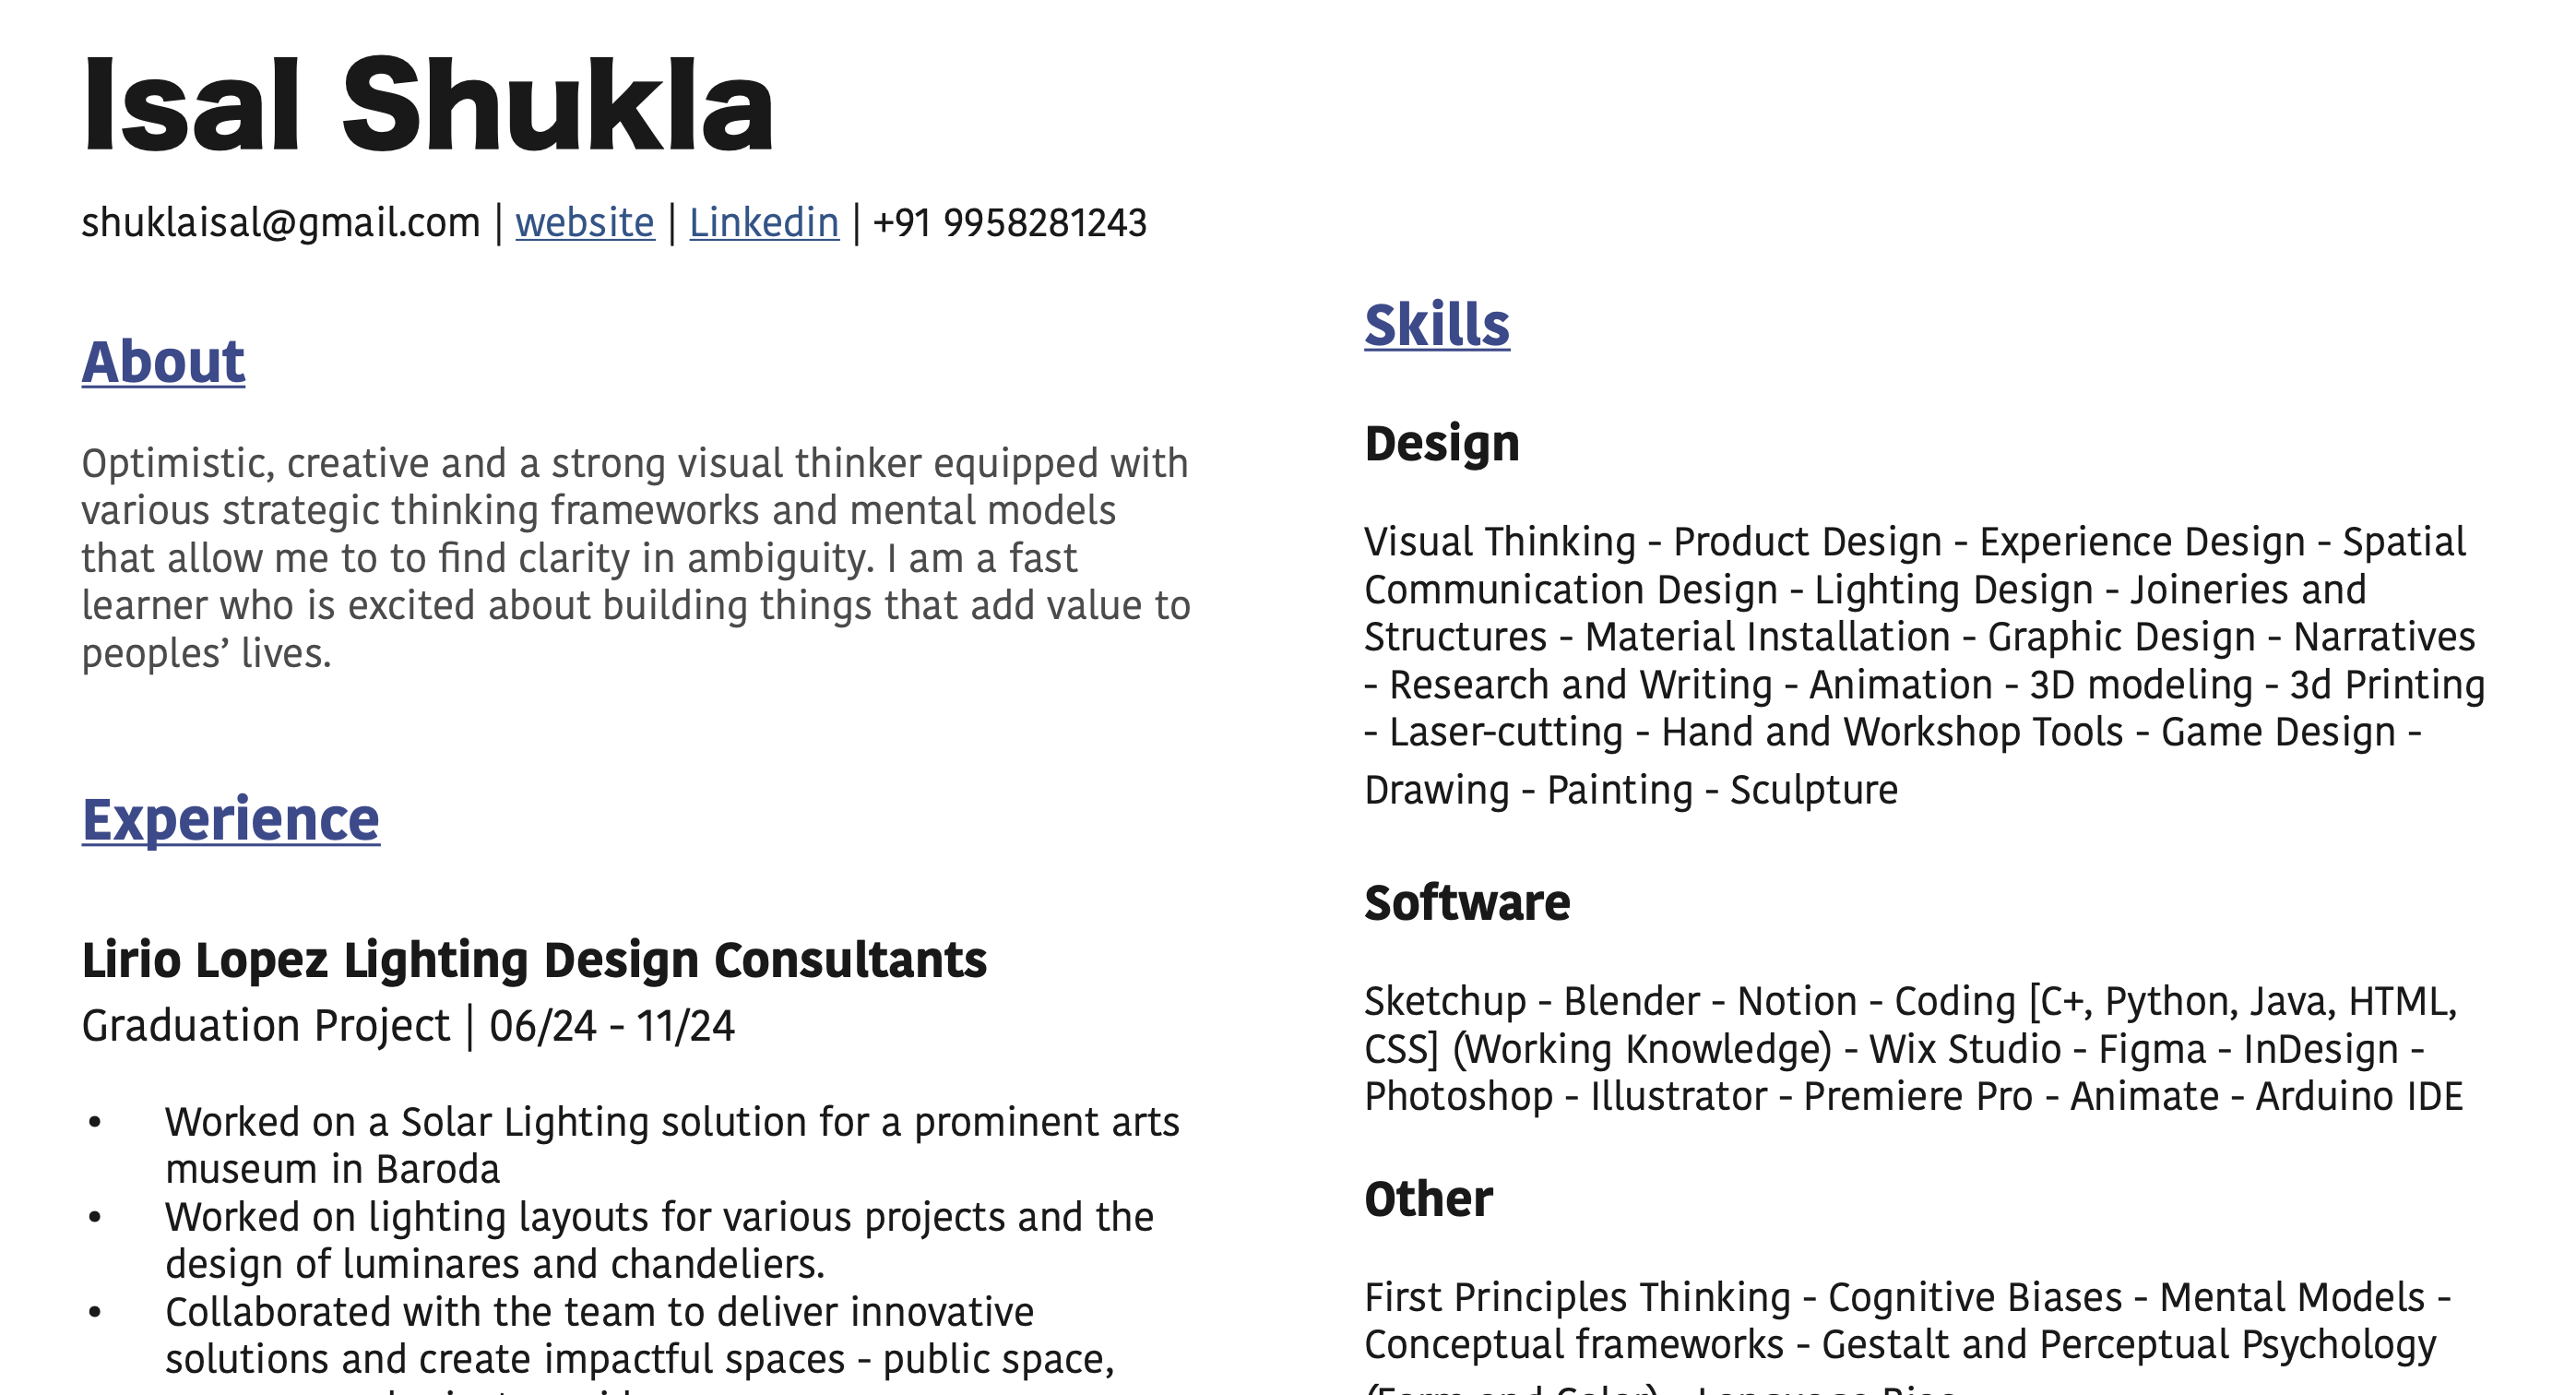 Isal Shukla
shuklaisal@gmail.com | website | Linkedin | +91 9958281243
About
Optimistic, creative and a strong visual thinker equipped with
various strategic thinking frameworks and mental models
that allow me to to find clarity in ambiguity. I am a fast
learner who is excited about building things that add value to
peoples’ lives.
Experience
Lirio Lopez Lighting Design Consultants
Graduation Project | 06/24 - 11/24
• Worked on a Solar Lighting solution for a prominent arts
museum in Baroda
• Worked on lighting layouts for various projects and the
design of luminares and chandeliers.
• Collaborated with the team to deliver innovative
solutions and create impactful spaces - public space,
Skills
Design
Visual Thinking - Product Design - Experience Design - Spatial
Communication Design - Lighting Design - Joineries and
Structures - Material Installation - Graphic Design - Narratives
- Research and Writing - Animation - 3D modeling - 3d Printing
- Laser-cutting - Hand and Workshop Tools - Game Design -
Drawing - Painting - Sculpture
Software
Sketchup - Blender - Notion - Coding [C+, Python, Java, HTML,
CSS] (Working Knowledge) - Wix Studio - Figma - InDesign -
Photoshop - Illustrator - Premiere Pro - Animate - Arduino IDE
Other
First Principles Thinking - Cognitive Biases - Mental Models -
Conceptual frameworks - Gestalt and Perceptual Psychology
(Form and Color) - Language Bias